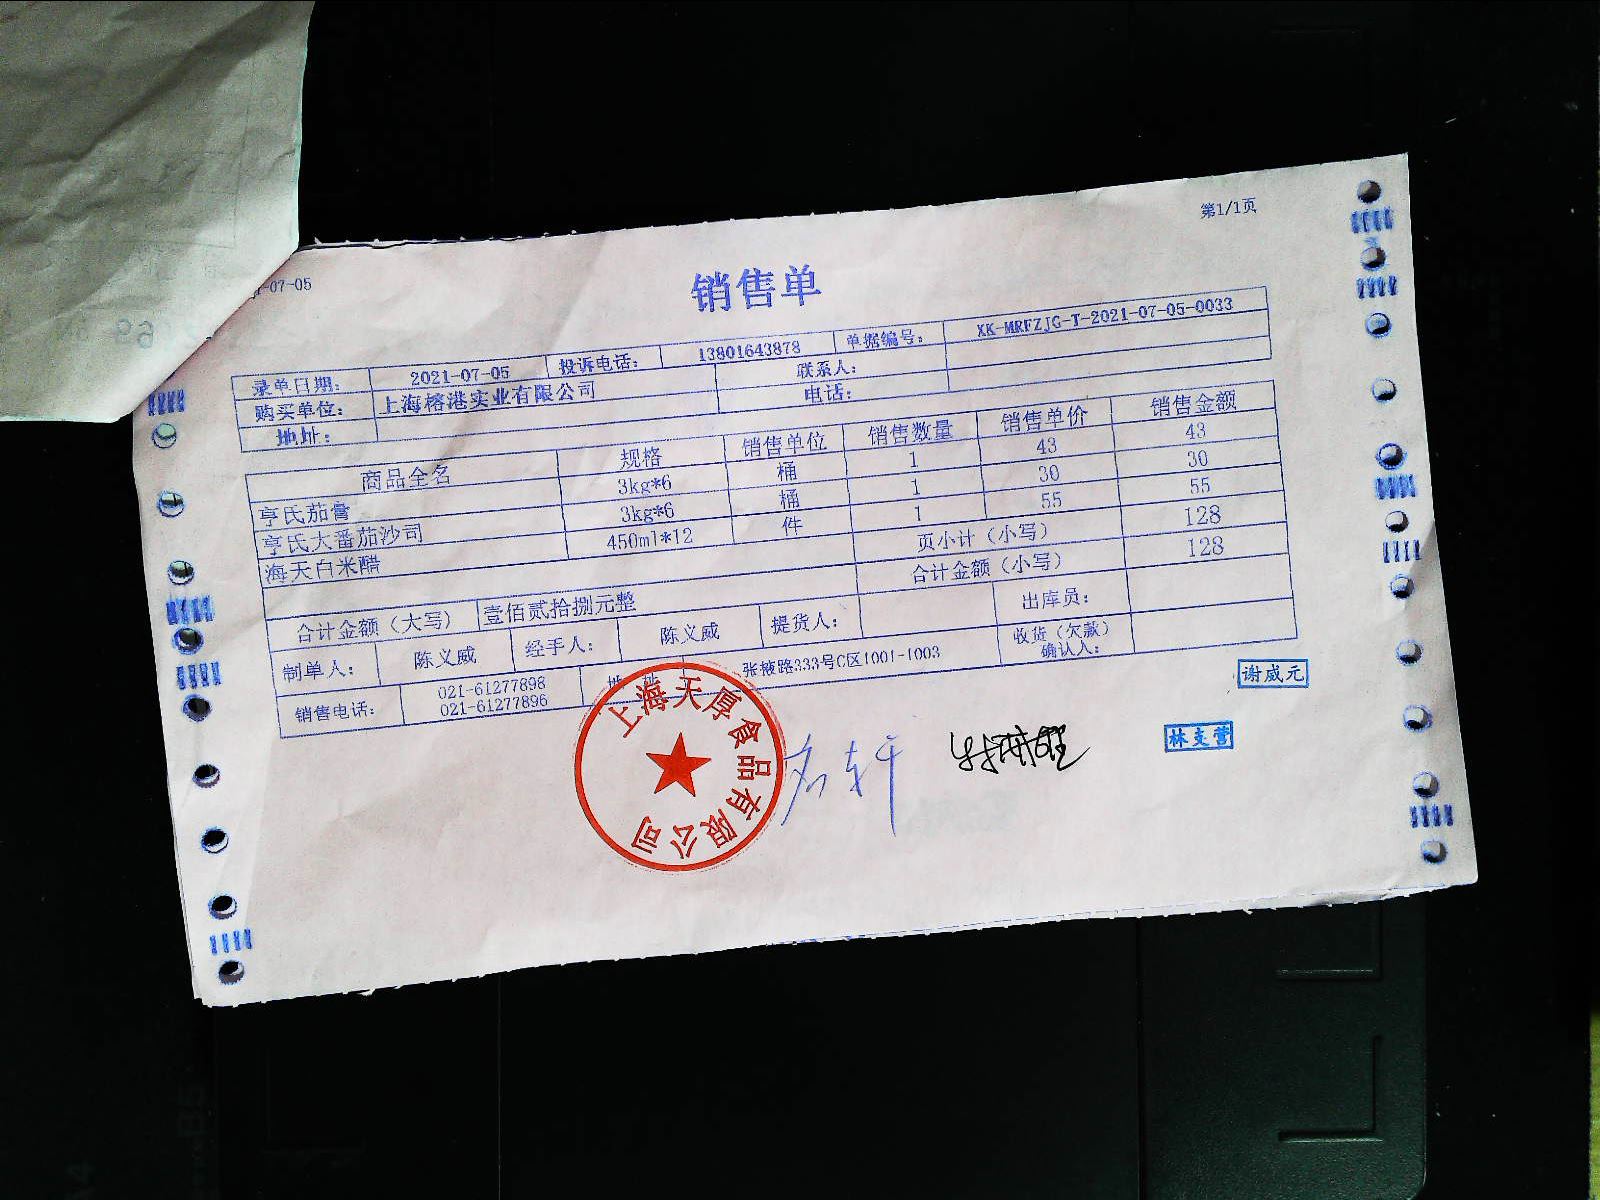 第1/1页
1-07-05
销售单
录单日期： 2021-07-05 投诉电话： 13801643878 单据编号： XK-MRFZJG-T-2021-07-05-0033
购买单位： 上海榕港实业有限公司 联系人：
地址： 电话：
商品全名 规格 销售单位 销售数量 销售单价 销售金额
亨氏茄膏 3kg*6 桶 1 43 43
亨氏大番茄沙司 3kg*6 桶 1 30 30
海天白米醋 450ml*12 件 1 55 55
页小计（小写） 128
合计金额（小写） 128
合计金额（大写） 壹佰贰拾捌元整
制单人： 陈义威 经手人： 陈义威 提货人： 出库员：
销售电话： 021-61277898 021-61277896 地 址 张掖路333号C区1001-1003 收货（欠款）确认人：
上海天厚食品有限公司
谢威元
林支营